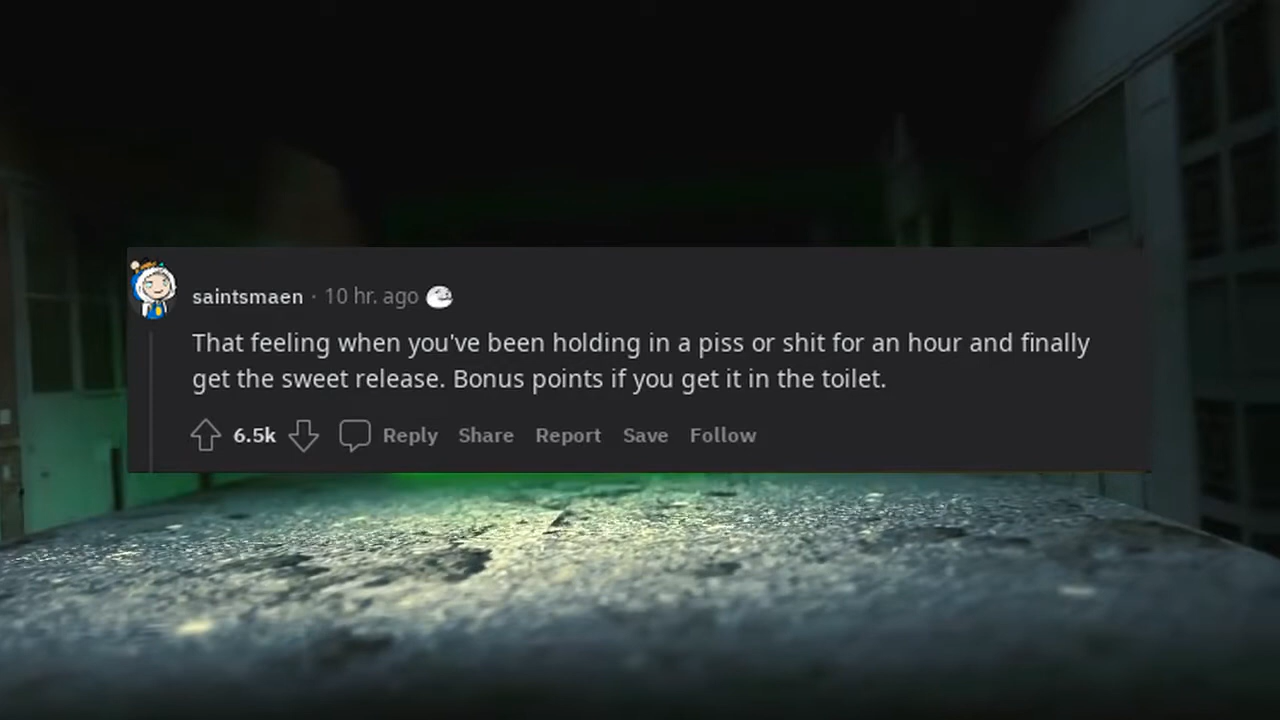 saintsmaen · 10 hr. ago
That feeling when you've been holding in a piss or shit for an hour and finally
get the sweet release. Bonus points if you get it in the toilet.
6.5k Reply Share Report Save Follow